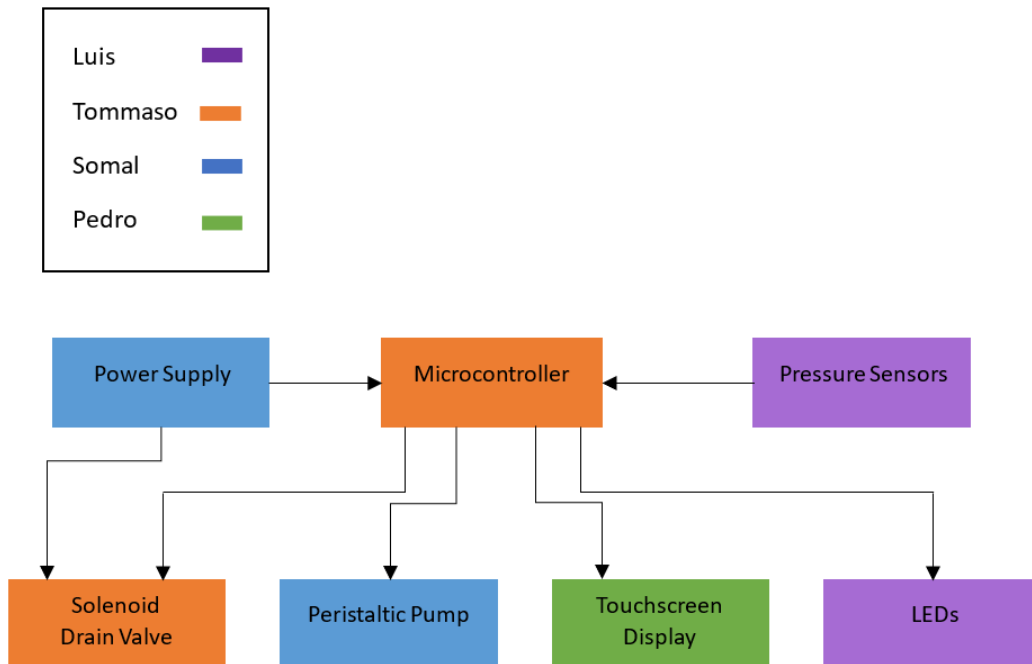 Luis
Tommaso
Somal
Pedro
Power Supply
Microcontroller
Pressure Sensors
Solenoid
Drain Valve
Peristaltic Pump
Touchscreen
Display
LEDs